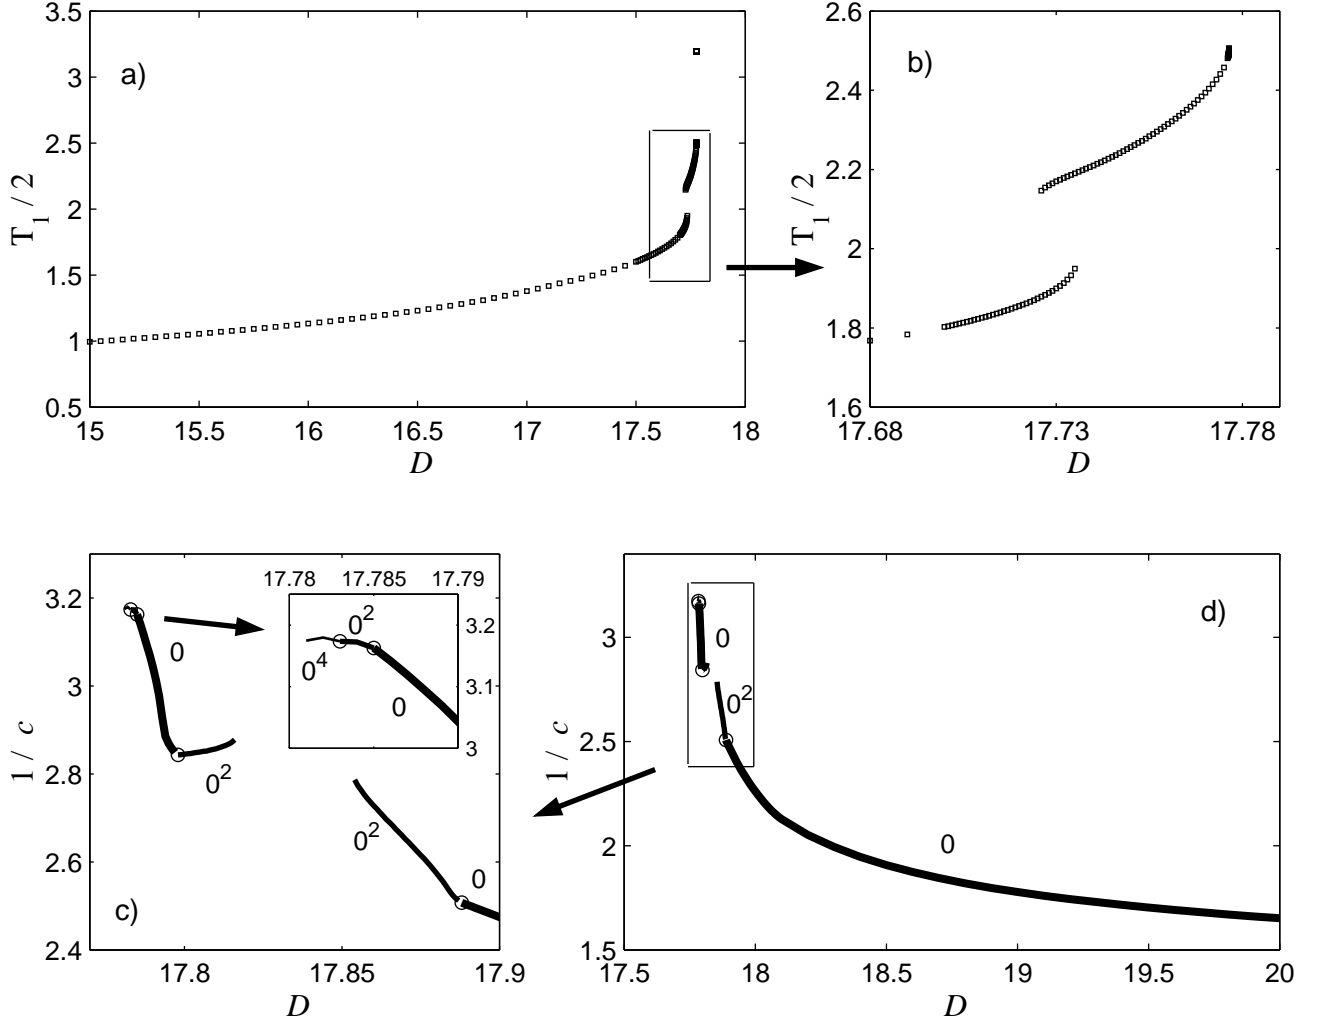 a)
3.5
3
2.5
2
1.5
1
0.5
T1 / 2
15 15.5 16 16.5 17 17.5 18
D
b)
2.6
2.4
2.2
2
1.8
1.6
T1 / 2
17.68 17.73 17.78
D
c)
3.2
3
2.8
2.6
2.4
1 / c
0
0²
0²
0
17.8 17.85 17.9
D
17.78 17.785 17.79
0²
0⁴
0
3.2
3.1
3
d)
3
2.5
2
1.5
1 / c
0
0²
0
17.5 18 18.5 19 19.5 20
D